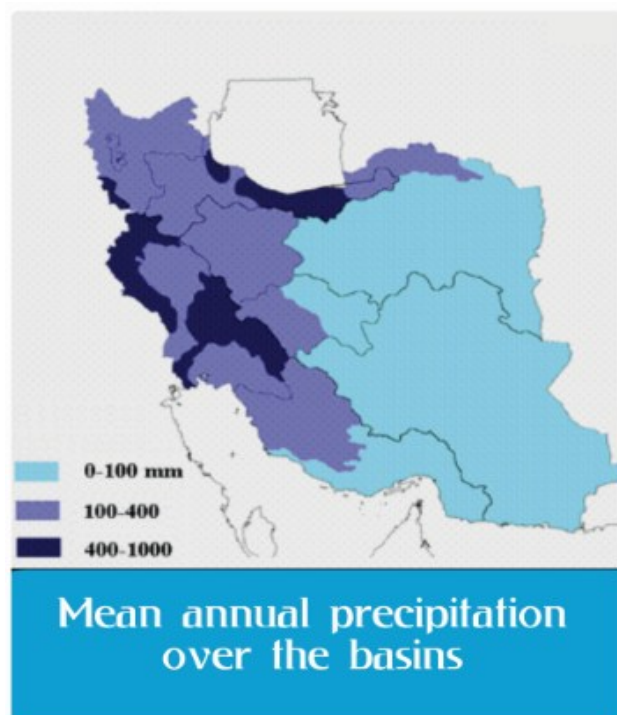 0-100 mm
100-400
400-1000
Mean annual precipitation
over the basins